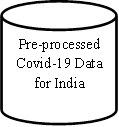 Pre-processed
Covid-19 Data
for India